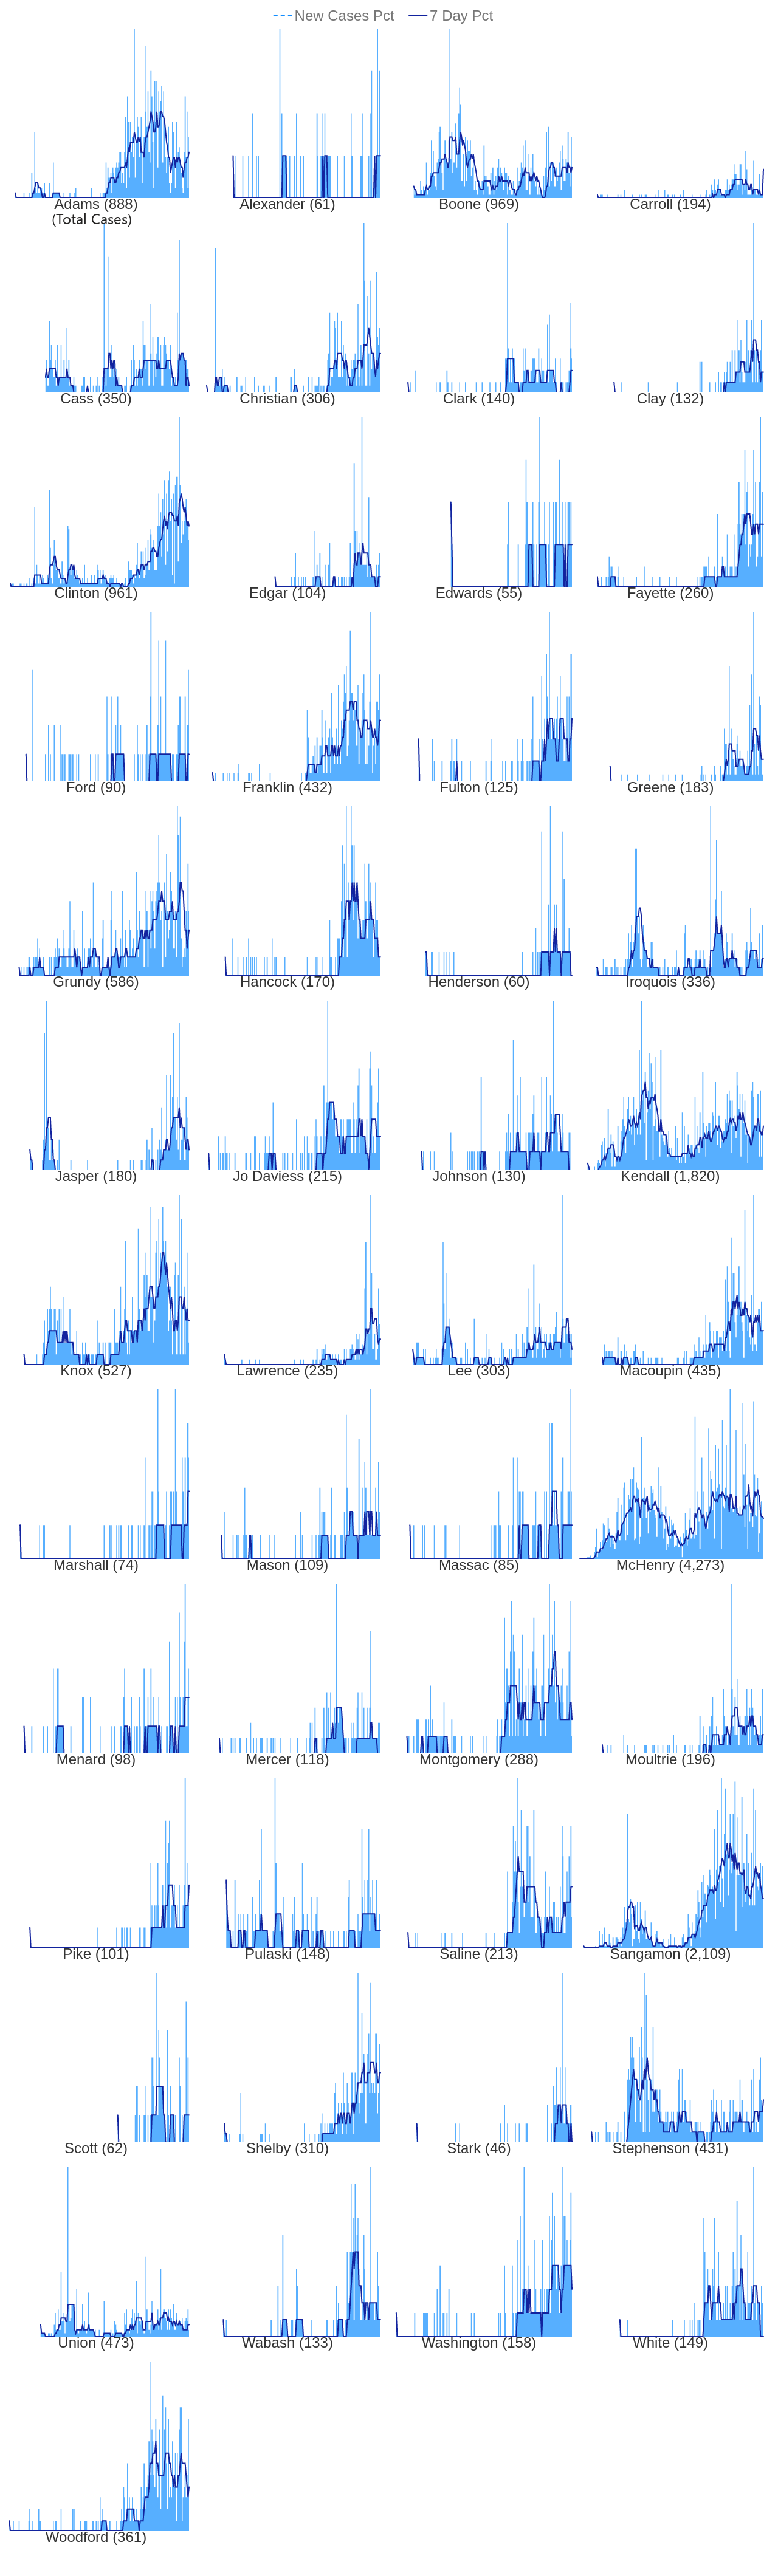 New Cases Pct 7 Day Pct
Adams (888) Alexander (61) Boone (969) Carroll (194)
(Total Cases)
Cass (350) Christian (306) Clark (140) Clay (132)
Clinton (961) Edgar (104) Edwards (55) Fayette (260)
Ford (90) Franklin (432) Fulton (125) Greene (183)
Grundy (586) Hancock (170) Henderson (60) Iroquois (336)
Jasper (180) Jo Daviess (215) Johnson (130) Kendall (1,820)
Knox (527) Lawrence (235) Lee (303) Macoupin (435)
Marshall (74) Mason (109) Massac (85) McHenry (4,273)
Menard (98) Mercer (118) Montgomery (288) Moultrie (196)
Pike (101) Pulaski (148) Saline (213) Sangamon (2,109)
Scott (62) Shelby (310) Stark (46) Stephenson (431)
Union (473) Wabash (133) Washington (158) White (149)
Woodford (361)